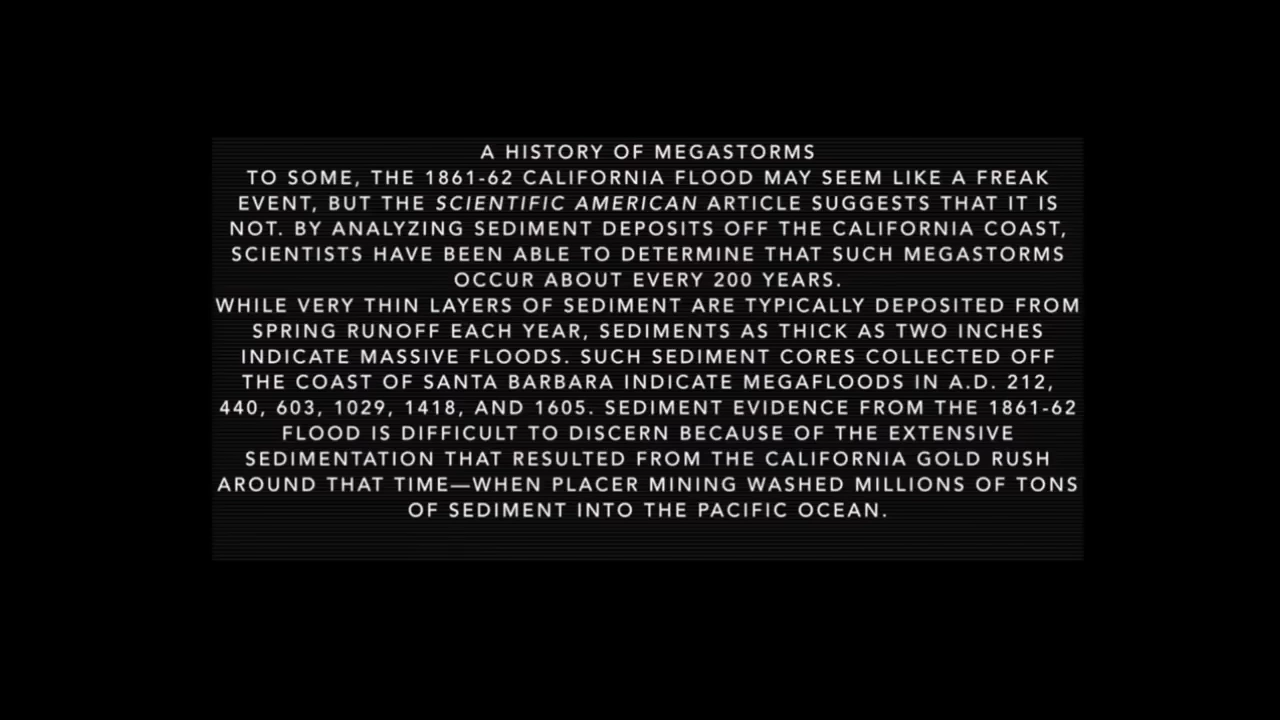 A HISTORY OF MEGASTORMS
TO SOME, THE 1861-62 CALIFORNIA FLOOD MAY SEEM LIKE A FREAK
EVENT, BUT THE SCIENTIFIC AMERICAN ARTICLE SUGGESTS THAT IT IS
NOT. BY ANALYZING SEDIMENT DEPOSITS OFF THE CALIFORNIA COAST,
SCIENTISTS HAVE BEEN ABLE TO DETERMINE THAT SUCH MEGASTORMS
OCCUR ABOUT EVERY 200 YEARS.
WHILE VERY THIN LAYERS OF SEDIMENT ARE TYPICALLY DEPOSITED FROM
SPRING RUNOFF EACH YEAR, SEDIMENTS AS THICK AS TWO INCHES
INDICATE MASSIVE FLOODS. SUCH SEDIMENT CORES COLLECTED OFF
THE COAST OF SANTA BARBARA INDICATE MEGAFLOODS IN A.D. 212,
440, 603, 1029, 1418, AND 1605. SEDIMENT EVIDENCE FROM THE 1861-62
FLOOD IS DIFFICULT TO DISCERN BECAUSE OF THE EXTENSIVE
SEDIMENTATION THAT RESULTED FROM THE CALIFORNIA GOLD RUSH
AROUND THAT TIME—WHEN PLACER MINING WASHED MILLIONS OF TONS
OF SEDIMENT INTO THE PACIFIC OCEAN.